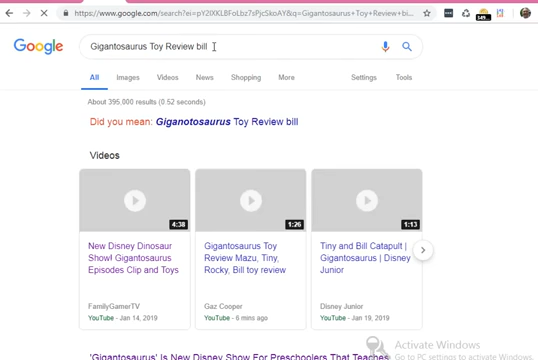 https://www.google.com/search?ei=pY2IXKLBFoLbz7sPjcSkoAY&q=Gigantosaurus+Toy+Review+bi...
149...
Google
Gigantosaurus Toy Review bill
All Images Videos News Shopping More Settings Tools
About 395,000 results (0.52 seconds)
Did you mean: Giganotosaurus Toy Review bill
Videos
4:38
1:26
1:13
New Disney Dinosaur
Show! Gigantosaurus
Episodes Clip and Toys
FamilyGamerTV
YouTube - Jan 14, 2019
Gigantosaurus Toy
Review Mazu, Tiny,
Rocky, Bill toy review
Gaz Cooper
YouTube - 6 mins ago
Tiny and Bill Catapult |
Gigantosaurus | Disney
Junior
Disney Junior
YouTube - Jan 19, 2019
Activate Windows
Go to PC settings to activate Windows.
'Gigantosaurus' Is New Disney Show For Preschoolers That Teaches